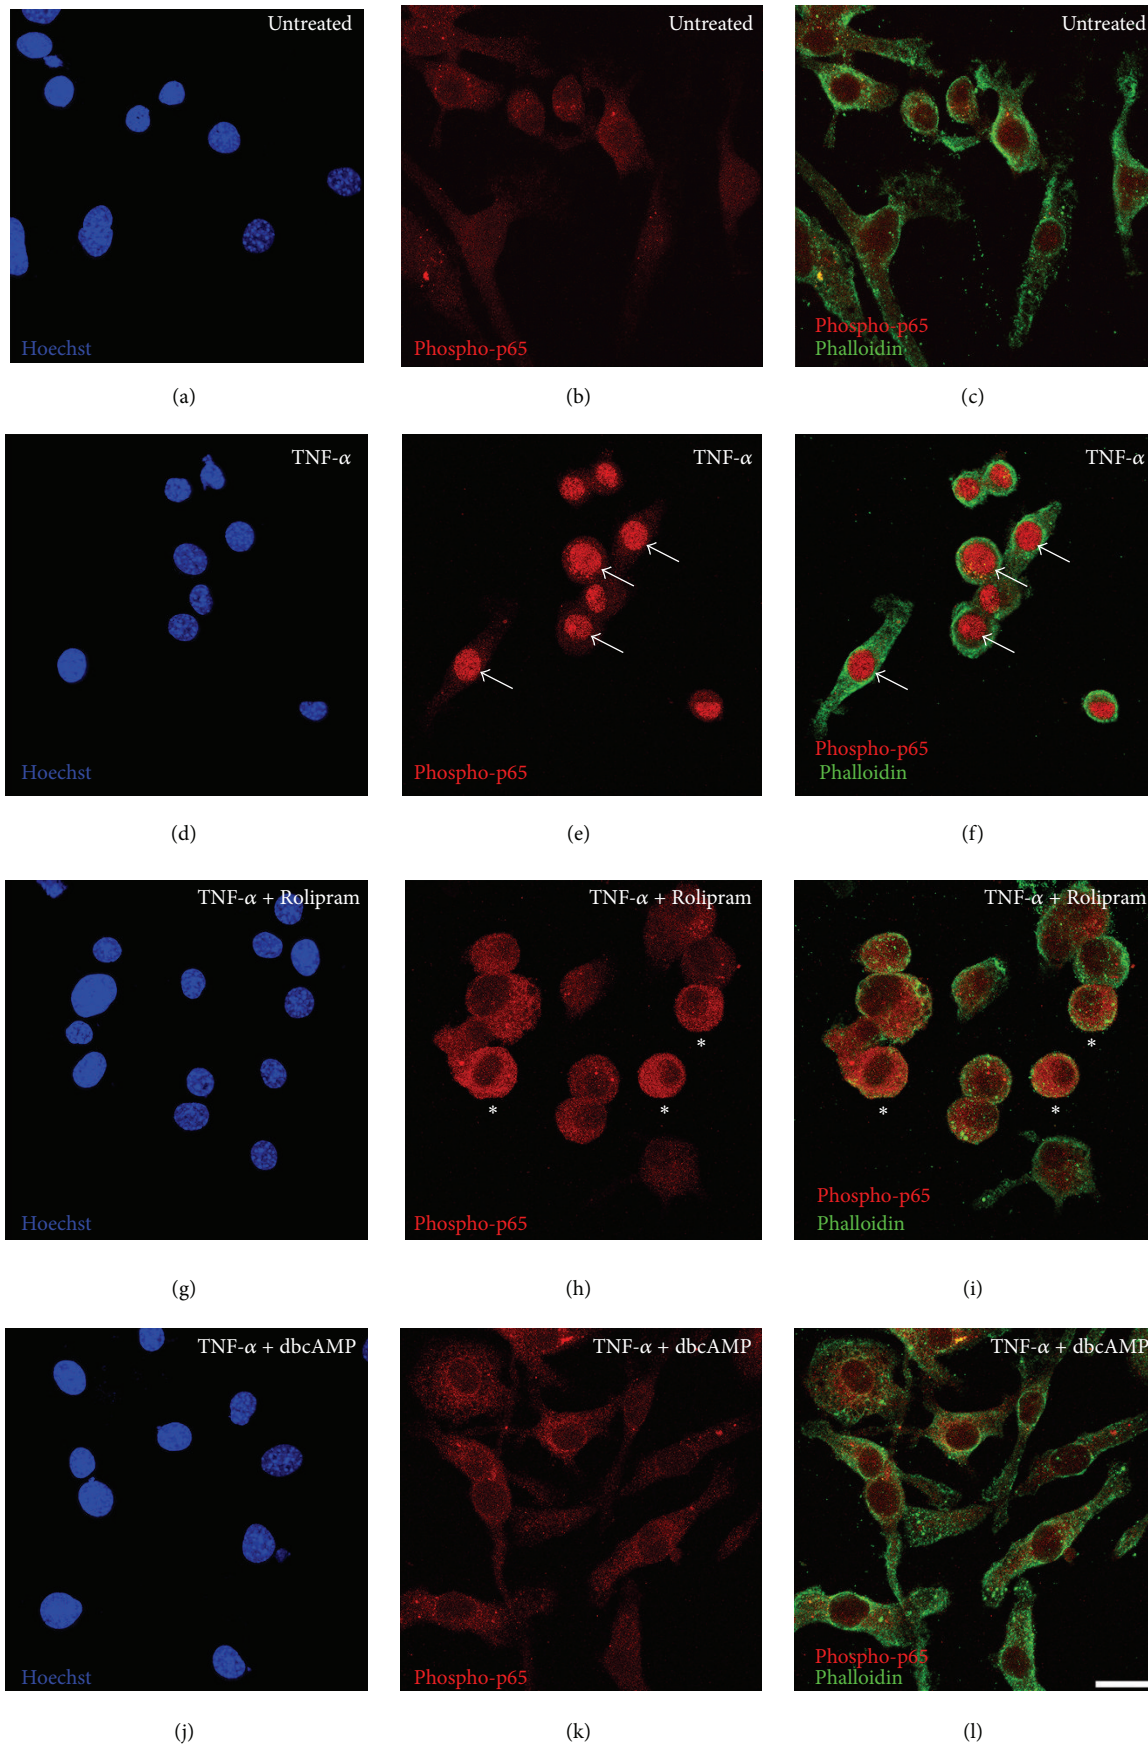 Untreated
Hoechst
(a)
Untreated
Phospho-p65
(b)
Untreated
Phospho-p65
Phalloidin
(c)
TNF-α
Hoechst
(d)
TNF-α
Phospho-p65
(e)
TNF-α
Phospho-p65
Phalloidin
(f)
TNF-α + Rolipram
Hoechst
(g)
TNF-α + Rolipram
Phospho-p65
* * *
(h)
TNF-α + Rolipram
Phospho-p65
Phalloidin
* * *
(i)
TNF-α + dbcAMP
Hoechst
(j)
TNF-α + dbcAMP
Phospho-p65
(k)
TNF-α + dbcAMP
Phospho-p65
Phalloidin
(l)